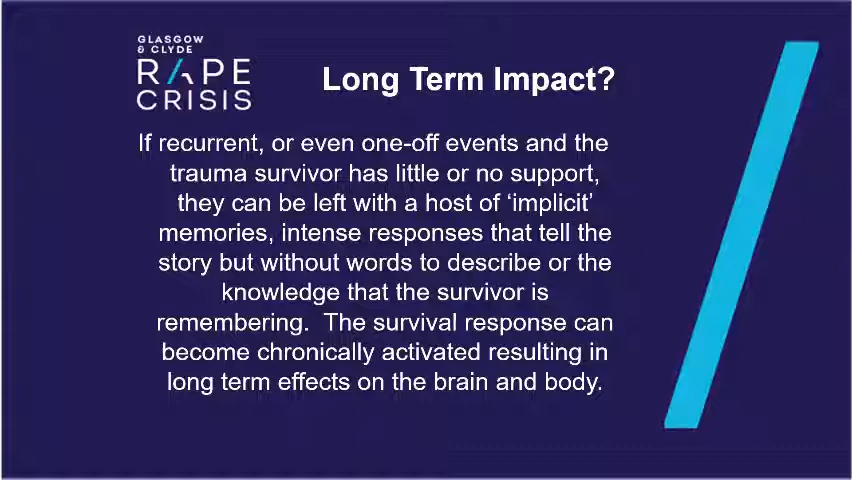 GLASGOW
& CLYDE
RAPE
CRISIS
Long Term Impact?
If recurrent, or even one-off events and the
trauma survivor has little or no support,
they can be left with a host of ‘implicit’
memories, intense responses that tell the
story but without words to describe or the
knowledge that the survivor is
remembering.  The survival response can
become chronically activated resulting in
long term effects on the brain and body.